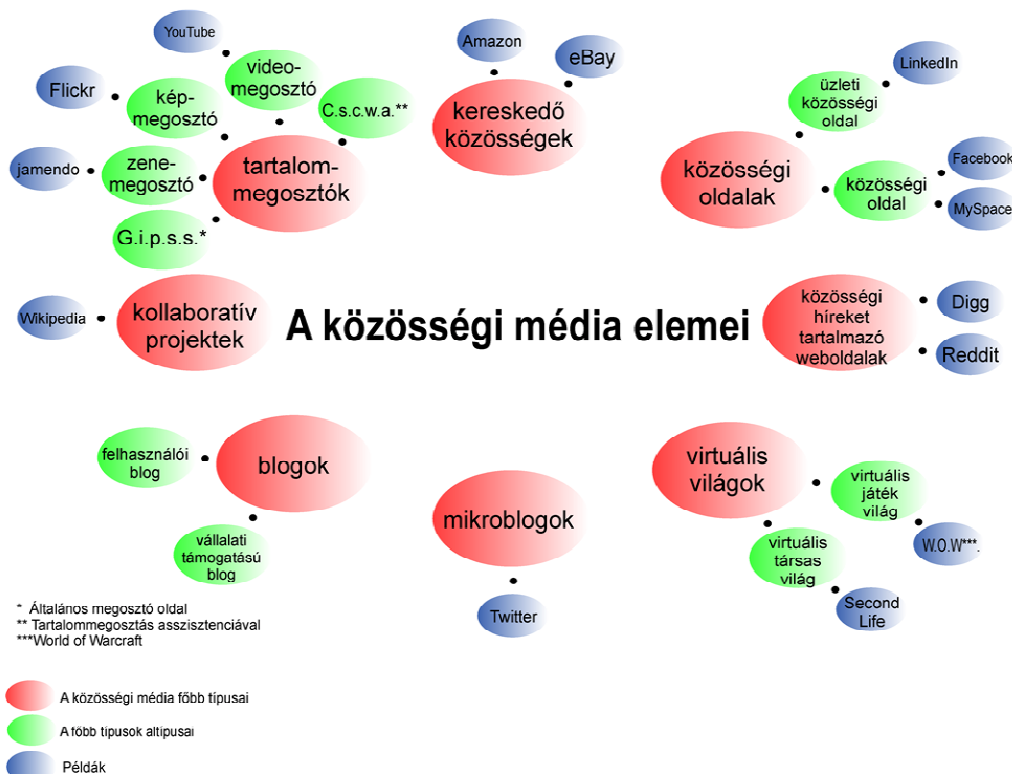 YouTube
video-
megosztó
C.s.c.w.a.**
Flickr
kép-
megosztó
jamendo
zene-
megosztó
tartalom-
megosztók
G.i.p.s.s.*
Amazon
eBay
kereskedő
közösségek
LinkedIn
üzleti
közösségi
oldal
közösségi
oldalak
közösségi
oldal
Facebook
MySpace
Wikipedia
kollaboratív
projektek
A közösségi média elemei
közösségi
híreket
tartalmazó
weboldalak
Digg
Reddit
felhasználói
blog
blogok
vállalati
támogatású
blog
mikroblogok
Twitter
virtuális
világok
virtuális
játék
világ
W.O.W***.
virtuális
társas
világ
Second
Life
* Általános megosztó oldal
** Tartalommegosztás asszisztenciával
***World of Warcraft
A közösségi média főbb típusai
A főbb típusok altípusai
Példák